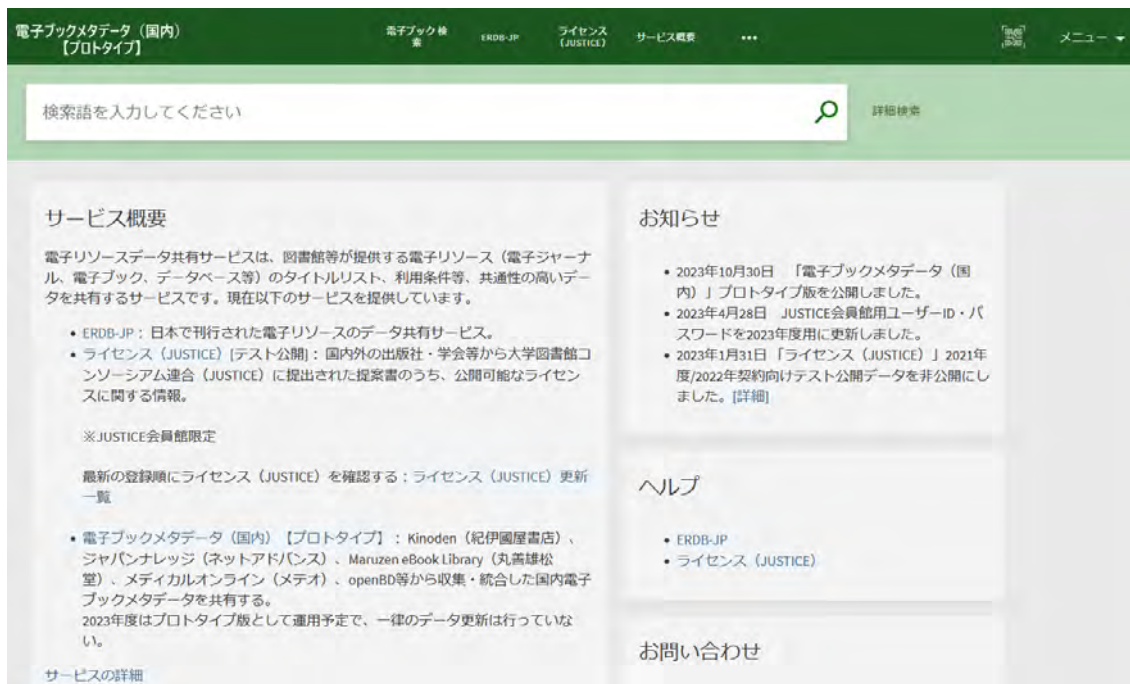 電子ブックメタデータ（国内）
【プロトタイプ】
電子ブック検
索
ERDB-JP
ライセンス
(JUSTICE)
サービス概要
•••
メニュー
検索語を入力してください
詳細検索
サービス概要
電子リソースデータ共有サービスは、図書館等が提供する電子リソース（電子ジャーナ
ル、電子ブック、データベース等）のタイトルリスト、利用条件等、共通性の高いデー
タを共有するサービスです。現在以下のサービスを提供しています。
• ERDB-JP： 日本で刊行された電子リソースのデータ共有サービス。
• ライセンス（JUSTICE）[テスト公開]： 国内外の出版社・学会等から大学図書館コ
ンソーシアム連合（JUSTICE）に提出された提案書のうち、公開可能なライセン
スに関する情報。
※JUSTICE会員館限定
最新の登録順にライセンス（JUSTICE）を確認する：ライセンス（JUSTICE）更新
一覧
• 電子ブックメタデータ（国内）【プロトタイプ】： Kinoden（紀伊國屋書店）、
ジャパンナレッジ（ネットアドバンス）、Maruzen eBook Library（丸善雄松
堂）、メディカルオンライン（メテオ）、openBD等から収集・統合した国内電子
ブックメタデータを共有する。
2023年度はプロトタイプ版として運用予定で、一律のデータ更新は行っていな
い。
サービスの詳細
お知らせ
• 2023年10月30日 「電子ブックメタデータ（国
内）」プロトタイプ版を公開しました。
• 2023年4月28日 JUSTICE会員館用ユーザーID・パ
スワードを2023年度用に更新しました。
• 2023年1月31日「ライセンス（JUSTICE）」2021年
度/2022年契約向けテスト公開データを非公開にし
ました。[詳細]
ヘルプ
• ERDB-JP
• ライセンス（JUSTICE）
お問い合わせ